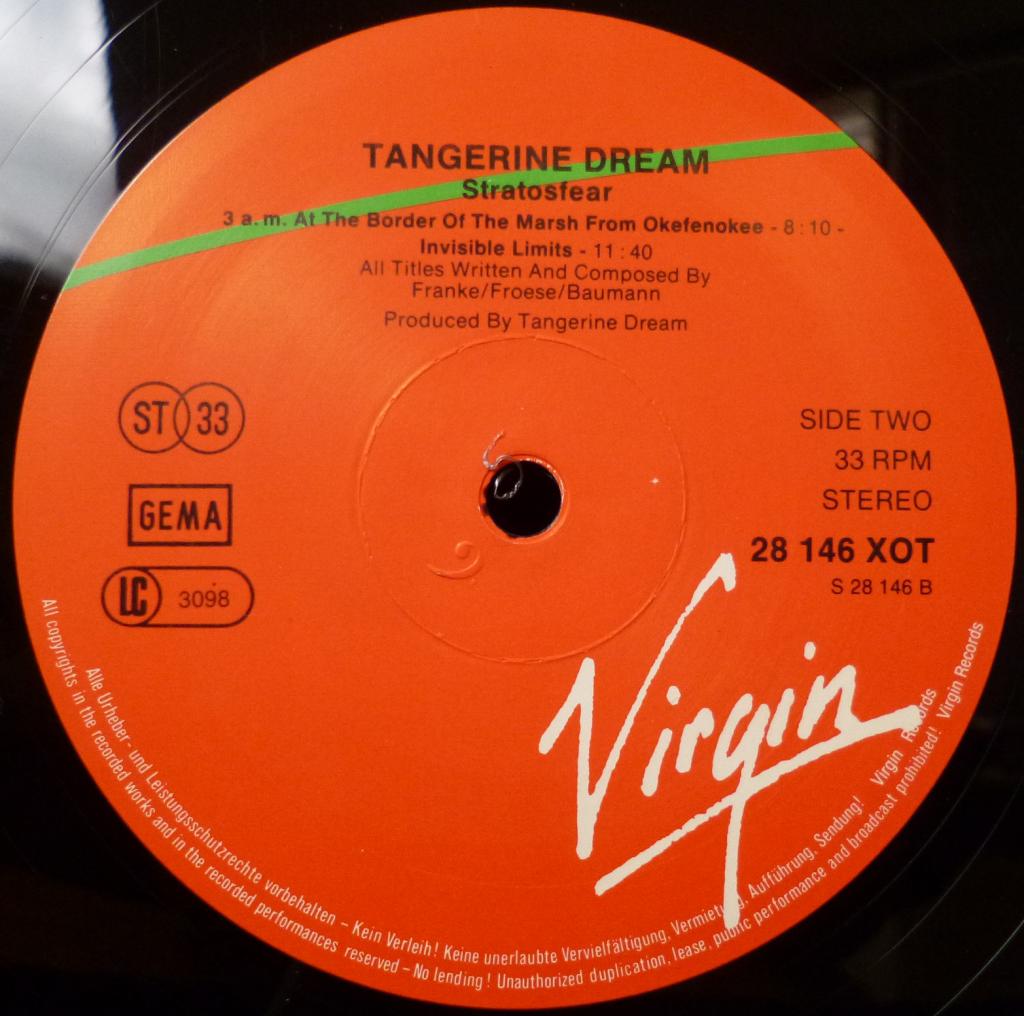 TANGERINE DREAM
Stratosfear
3 a. m. At The Border Of The Marsh From Okefenokee - 8 : 10 -
Invisible Limits - 11 : 40
All Titles Written And Composed By
Franke/Froese/Baumann
Produced By Tangerine Dream
ST 33
GEMA
LC 3098
SIDE TWO
33 RPM
STEREO
28 146 XOT
S 28 146 B
Virgin
Alle Urheber- und Leistungsschutzrechte vorbehalten – Kein Verleih! Keine unerlaubte Vervielfältigung, Vermietung, Aufführung, Sendung! Virgin Records
All copyrights in the recorded works and in the recorded performances reserved – No lending! Unauthorized duplication, lease, public performance and broadcast prohibited! Virgin Records